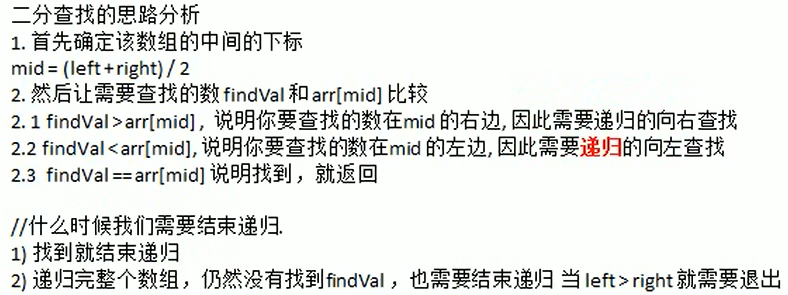 二分查找的思路分析
1. 首先确定该数组的中间的下标
mid = (left + right) / 2
2. 然后让需要查找的数 findVal 和 arr[mid] 比较
2. 1 findVal > arr[mid] , 说明你要查找的数在mid 的右边, 因此需要递归的向右查找
2.2 findVal < arr[mid], 说明你要查找的数在mid 的左边, 因此需要递归的向左查找
2.3 findVal == arr[mid] 说明找到，就返回
//什么时候我们需要结束递归.
1) 找到就结束递归
2) 递归完整个数组，仍然没有找到findVal ，也需要结束递归 当 left > right 就需要退出